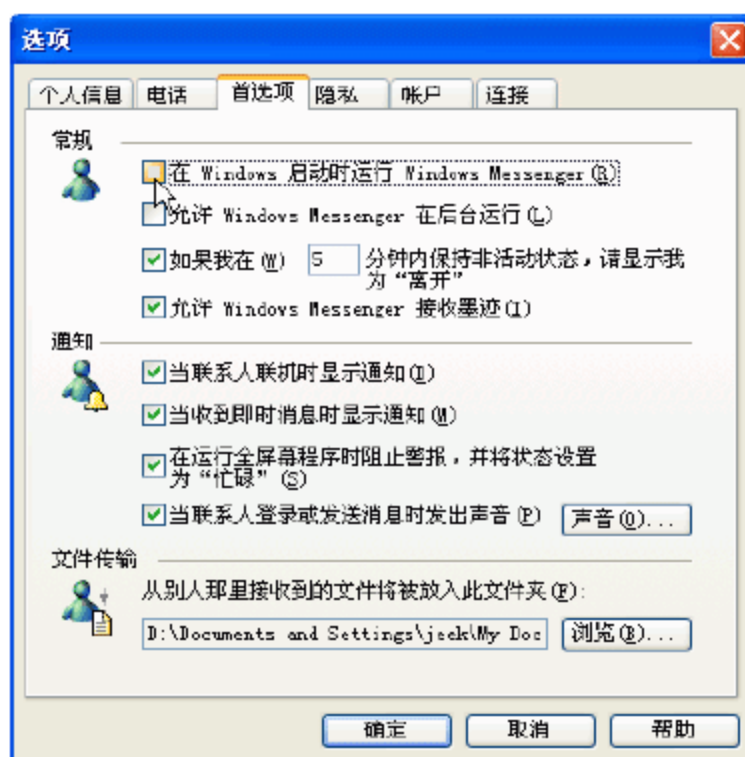 选项
个人信息 电话 首选项 隐私 帐户 连接
常规
在 Windows 启动时运行 Windows Messenger(R)
允许 Windows Messenger 在后台运行(L)
如果我在(W) 5 分钟内保持非活动状态，请显示我
为“离开”
允许 Windows Messenger 接收墨迹(I)
通知
当联系人联机时显示通知(D)
当收到即时消息时显示通知(M)
在运行全屏幕程序时阻止警报，并将状态设置
为“忙碌”(S)
当联系人登录或发送消息时发出声音(P) 声音(O)...
文件传输
从别人那里接收到的文件将被放入此文件夹(F):
D:\Documents and Settings\jeck\My Doc 浏览(B)...
确定 取消 帮助